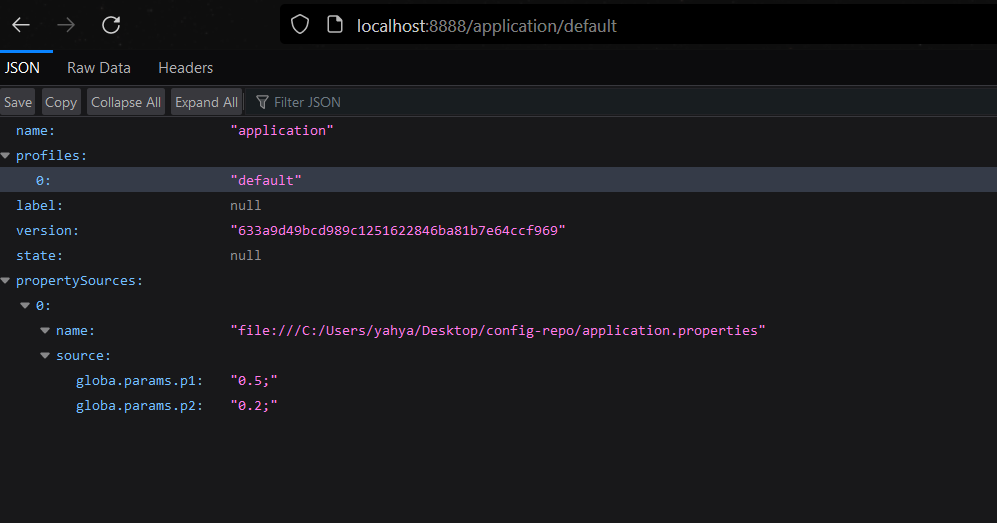 localhost:8888/application/default
JSON Raw Data Headers
Save Copy Collapse All Expand All Filter JSON
name: "application"
profiles:
0: "default"
label: null
version: "633a9d49bcd989c1251622846ba81b7e64ccf969"
state: null
propertySources:
0:
name: "file:///C:/Users/yahya/Desktop/config-repo/application.properties"
source:
globa.params.p1: "0.5;"
globa.params.p2: "0.2;"